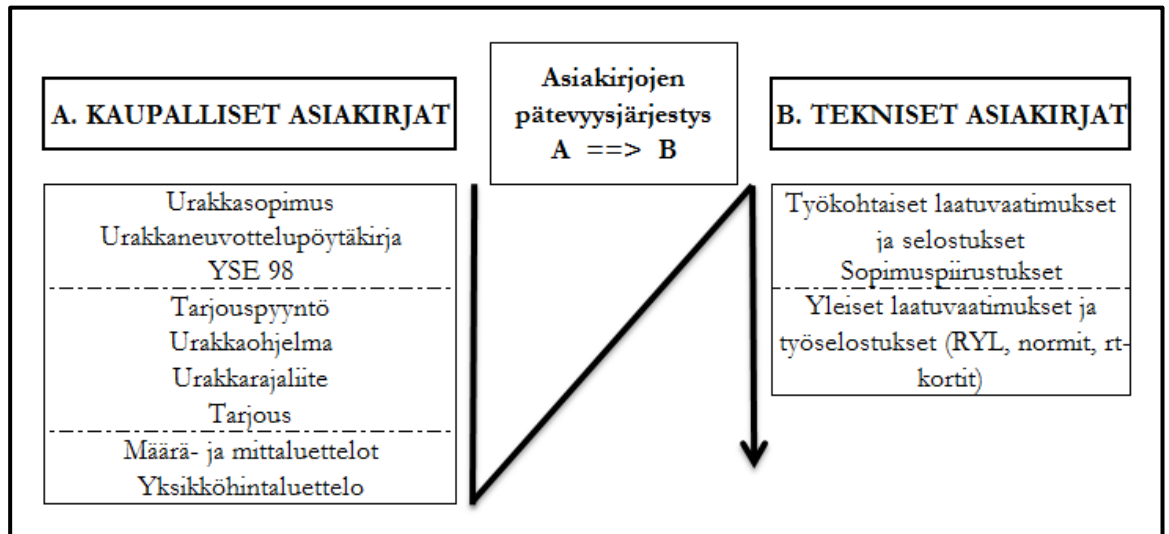 A. KAUPALLISET ASIAKIRJAT
Asiakirjojen
pätevyysjärjestys
A ==> B
B. TEKNISET ASIAKIRJAT
Urakkasopimus
Urakkaneuvottelupöytäkirja
YSE 98
Tarjouspyyntö
Urakkaohjelma
Urakkarajaliite
Tarjous
Määrä- ja mittaluettelot
Yksikköhintaluettelo
Työkohtaiset laatuvaatimukset
ja selostukset
Sopimuspiirustukset
Yleiset laatuvaatimukset ja
työselostukset (RYL, normit, rt-
kortit)